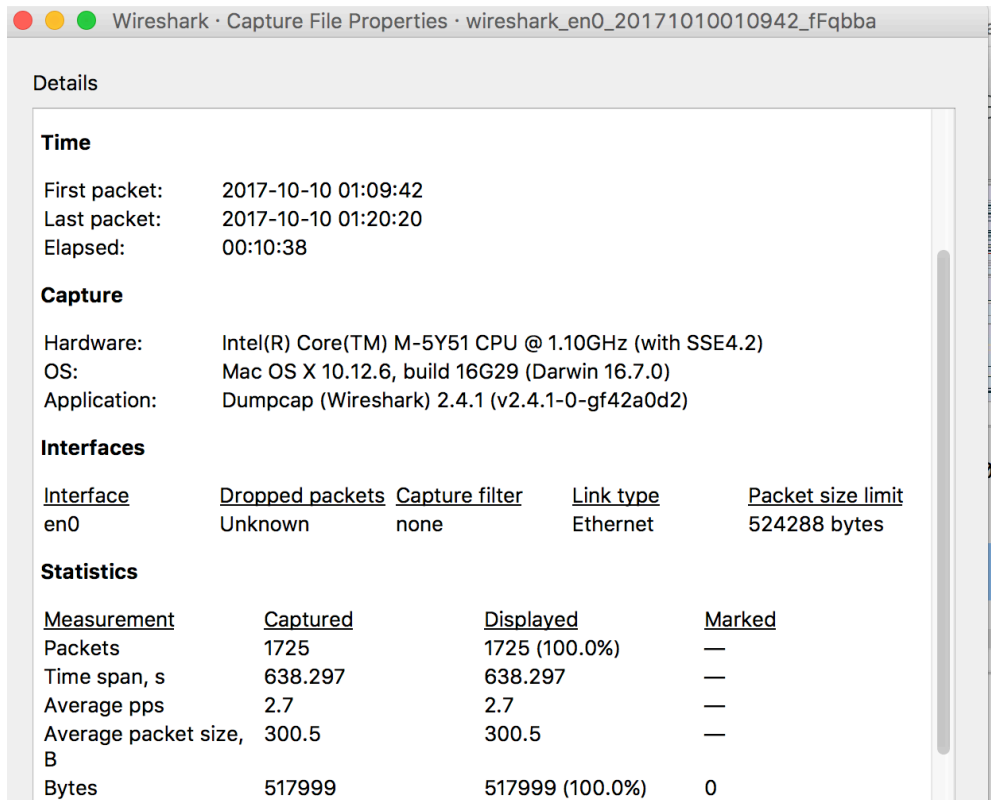 Wireshark · Capture File Properties · wireshark_en0_20171010010942_fFqbba
Details
Time
First packet: 2017-10-10 01:09:42
Last packet: 2017-10-10 01:20:20
Elapsed: 00:10:38
Capture
Hardware: Intel(R) Core(TM) M-5Y51 CPU @ 1.10GHz (with SSE4.2)
OS: Mac OS X 10.12.6, build 16G29 (Darwin 16.7.0)
Application: Dumpcap (Wireshark) 2.4.1 (v2.4.1-0-gf42a0d2)
Interfaces
Interface Dropped packets Capture filter Link type Packet size limit
en0 Unknown none Ethernet 524288 bytes
Statistics
Measurement Captured Displayed Marked
Packets 1725 1725 (100.0%) —
Time span, s 638.297 638.297 —
Average pps 2.7 2.7 —
Average packet size, 300.5 300.5 —
B
Bytes 517999 517999 (100.0%) 0